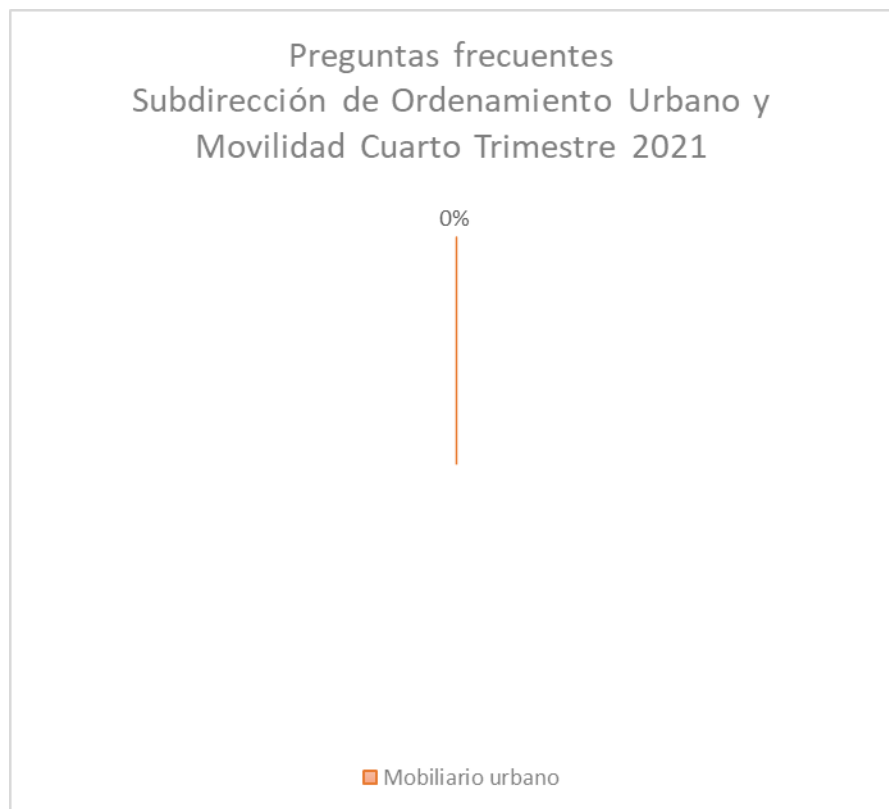 Preguntas frecuentes
Subdirección de Ordenamiento Urbano y
Movilidad Cuarto Trimestre 2021
0%
Mobiliario urbano